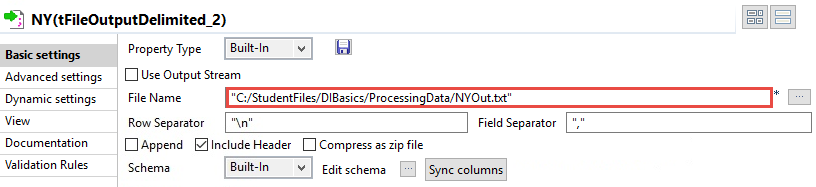 NY(tFileOutputDelimited_2)
Basic settings
Advanced settings
Dynamic settings
View
Documentation
Validation Rules
Property Type Built-In
Use Output Stream
File Name "C:/StudentFiles/DIBasics/ProcessingData/NYOut.txt" * ...
Row Separator "\n" Field Separator ","
Append Include Header Compress as zip file
Schema Built-In Edit schema ... Sync columns